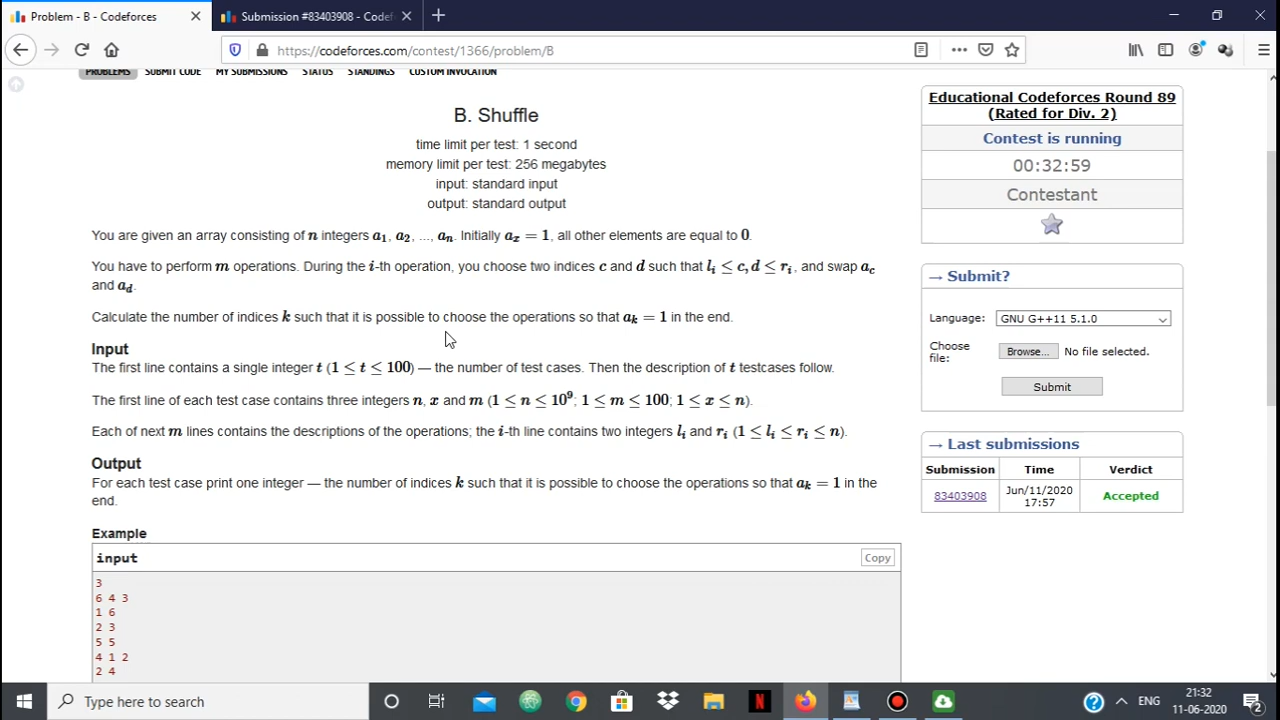 Problem - B - Codeforces
Submission #83403908 - Codef
https://codeforces.com/contest/1366/problem/B
PROBLEMS SUBMIT CODE MY SUBMISSIONS STATUS STANDINGS CUSTOM INVOCATION
B. Shuffle
time limit per test: 1 second
memory limit per test: 256 megabytes
input: standard input
output: standard output
You are given an array consisting of n integers a₁, a₂, ..., aₙ. Initially aₓ = 1, all other elements are equal to 0.
You have to perform m operations. During the i-th operation, you choose two indices c and d such that lᵢ ≤ c, d ≤ rᵢ, and swap a_c
and a_d.
Calculate the number of indices k such that it is possible to choose the operations so that aₖ = 1 in the end.
Input
The first line contains a single integer t (1 ≤ t ≤ 100) — the number of test cases. Then the description of t testcases follow.
The first line of each test case contains three integers n, x and m (1 ≤ n ≤ 10⁹; 1 ≤ m ≤ 100; 1 ≤ x ≤ n).
Each of next m lines contains the descriptions of the operations; the i-th line contains two integers lᵢ and rᵢ (1 ≤ lᵢ ≤ rᵢ ≤ n).
Output
For each test case print one integer — the number of indices k such that it is possible to choose the operations so that aₖ = 1 in the
end.
Example
input
Copy
3
6 4 3
1 6
2 3
5 5
4 1 2
2 4
Educational Codeforces Round 89
(Rated for Div. 2)
Contest is running
00:32:59
Contestant
→ Submit?
Language: GNU G++11 5.1.0
Choose
file: Browse... No file selected.
Submit
→ Last submissions
Submission Time Verdict
83403908 Jun/11/2020
17:57 Accepted
Type here to search
ENG
21:32
11-06-2020
2